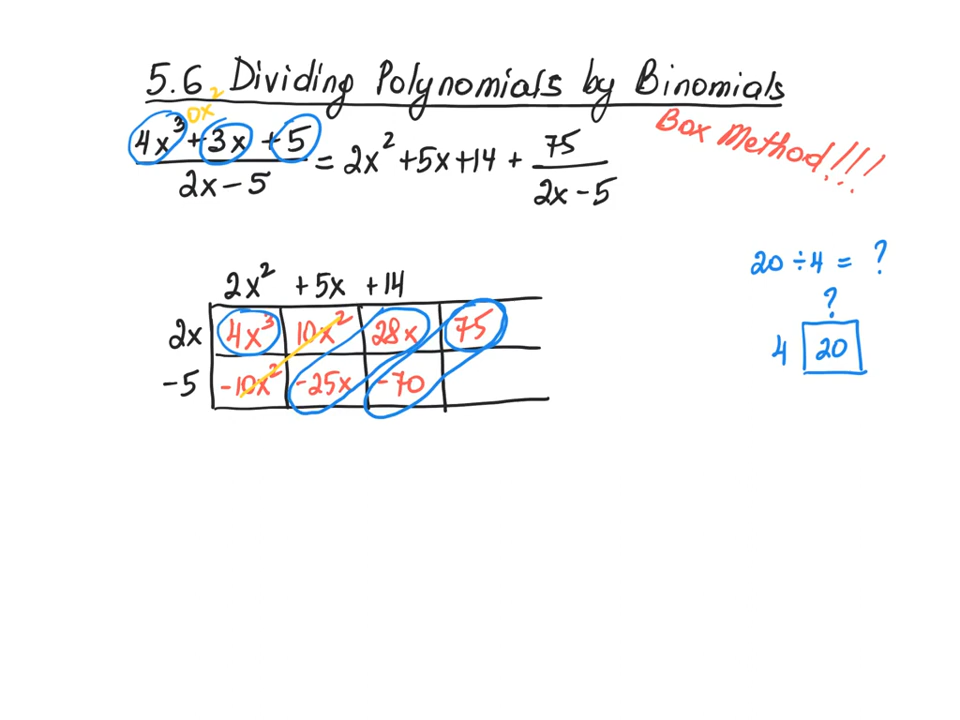 5.6 Dividing Polynomials by Binomials
Box Method!!!
0x²
4x³ + 3x + 5
2x − 5
= 2x² + 5x + 14 + 75
2x − 5
20 ÷ 4 = ?
?
4 20
2x² + 5x + 14
2x 4x³ 10x² 28x 75
−5 −10x² −25x −70